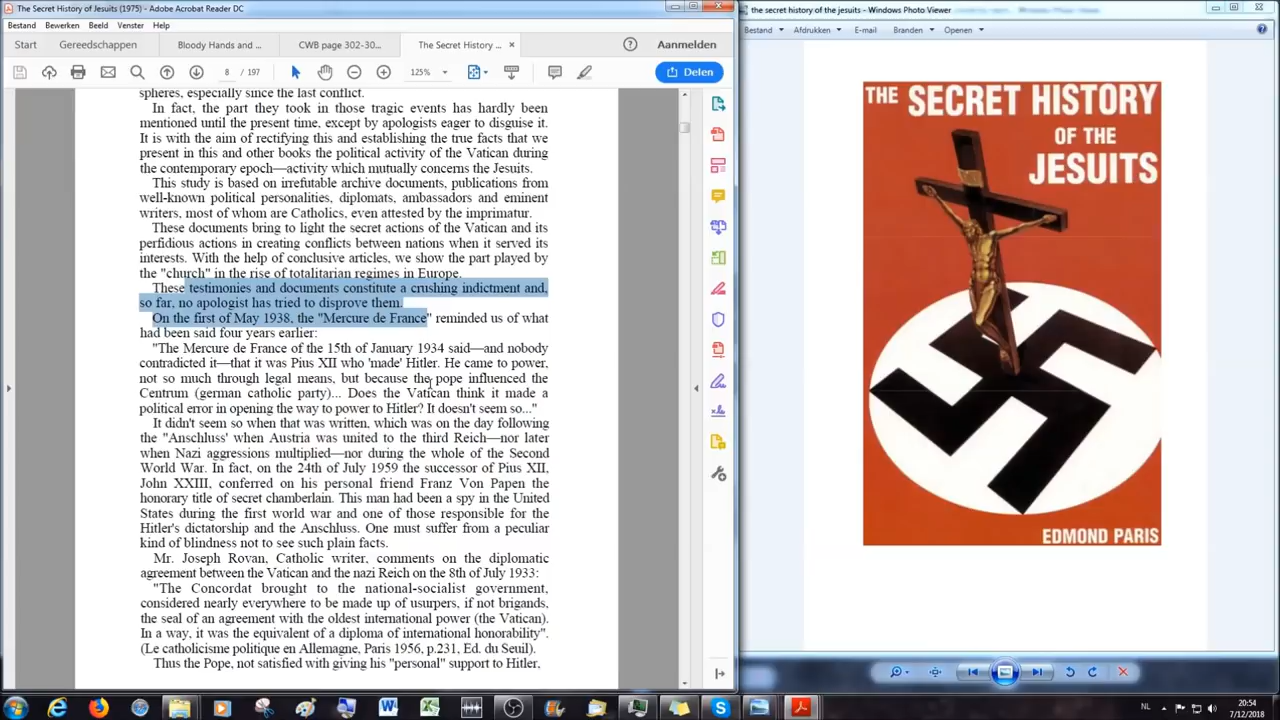 The Secret History of Jesuits (1975) - Adobe Acrobat Reader DC
Bestand Bewerken Beeld Venster Help
Start Gereedschappen Bloody Hands and ... CWB page 302-30... The Secret History ... × Aanmelden
8 / 197 125% Delen
spheres, especially since the last conflict.
In fact, the part they took in those tragic events has hardly been
mentioned until the present time, except by apologists eager to disguise it.
It is with the aim of rectifying this and establishing the true facts that we
present in this and other books the political activity of the Vatican during
the contemporary epoch—activity which mutually concerns the Jesuits.
This study is based on irrefutable archive documents, publications from
well-known political personalities, diplomats, ambassadors and eminent
writers, most of whom are Catholics, even attested by the imprimatur.
These documents bring to light the secret actions of the Vatican and its
perfidious actions in creating conflicts between nations when it served its
interests. With the help of conclusive articles, we show the part played by
the "church" in the rise of totalitarian regimes in Europe.
These testimonies and documents constitute a crushing indictment and,
so far, no apologist has tried to disprove them.
On the first of May 1938, the "Mercure de France" reminded us of what
had been said four years earlier:
"The Mercure de France of the 15th of January 1934 said—and nobody
contradicted it—that it was Pius XII who 'made' Hitler. He came to power,
not so much through legal means, but because the pope influenced the
Centrum (german catholic party)... Does the Vatican think it made a
political error in opening the way to power to Hitler? It doesn't seem so..."
It didn't seem so when that was written, which was on the day following
the "Anschluss' when Austria was united to the third Reich—nor later
when Nazi aggressions multiplied—nor during the whole of the Second
World War. In fact, on the 24th of July 1959 the successor of Pius XII,
John XXIII, conferred on his personal friend Franz Von Papen the
honorary title of secret chamberlain. This man had been a spy in the United
States during the first world war and one of those responsible for the
Hitler's dictatorship and the Anschluss. One must suffer from a peculiar
kind of blindness not to see such plain facts.
Mr. Joseph Rovan, Catholic writer, comments on the diplomatic
agreement between the Vatican and the nazi Reich on the 8th of July 1933:
"The Concordat brought to the national-socialist government,
considered nearly everywhere to be made up of usurpers, if not brigands,
the seal of an agreement with the oldest international power (the Vatican).
In a way, it was the equivalent of a diploma of international honorability".
(Le catholicisme politique en Allemagne, Paris 1956, p.231, Ed. du Seuil).
Thus the Pope, not satisfied with giving his "personal" support to Hitler,
the secret history of the jesuits - Windows Photo Viewer
Bestand Afdrukken E-mail Branden Openen
THE SECRET HISTORY
OF THE
JESUITS
EDMOND PARIS
NL 20:54
7/12/2018